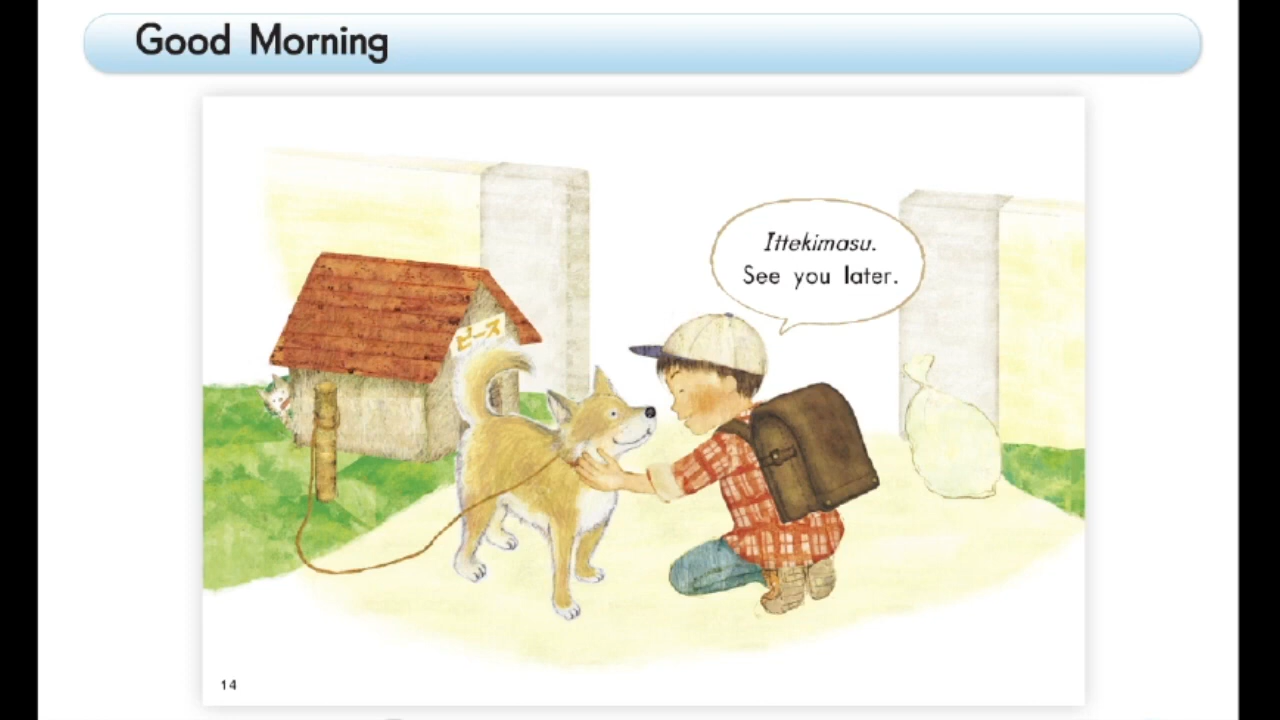 Good Morning
Ittekimasu.
See you later.
ピース
14